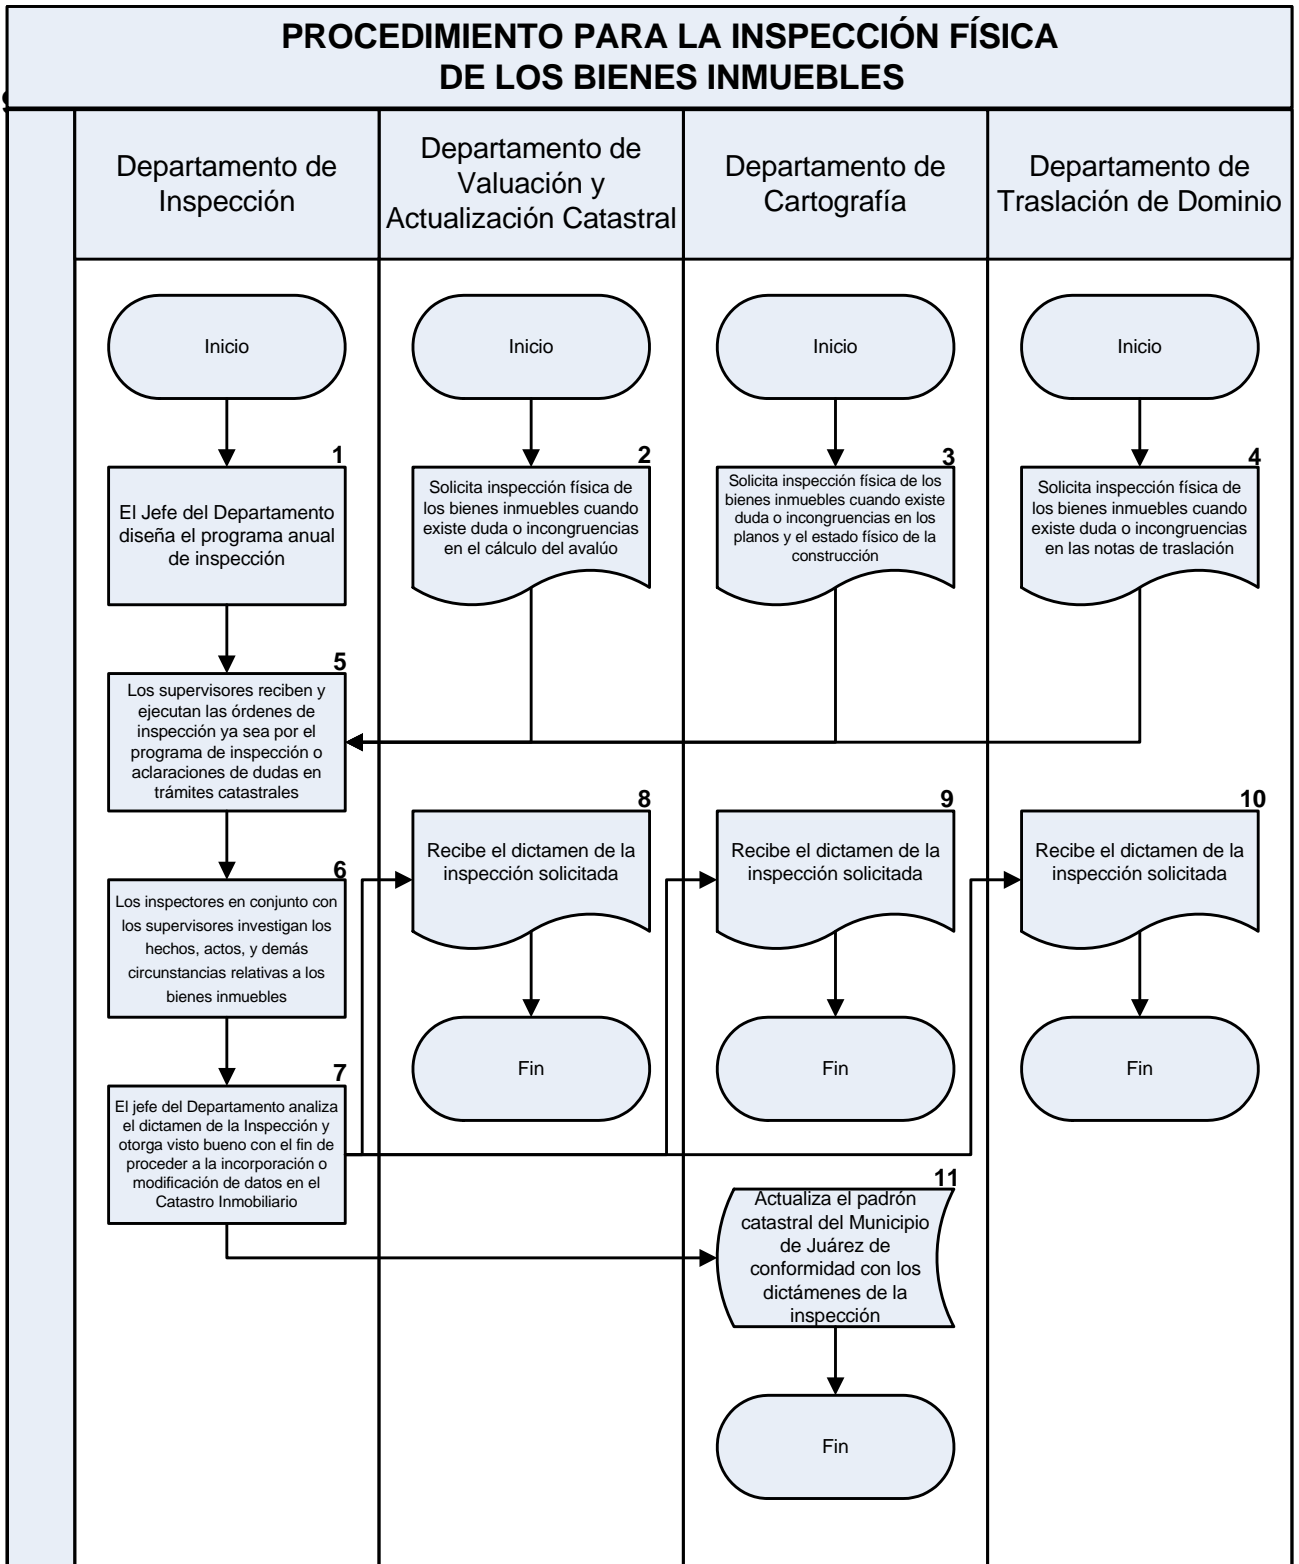 PROCEDIMIENTO PARA LA INSPECCIÓN FÍSICA
DE LOS BIENES INMUEBLES
Departamento de
Inspección
Departamento de
Valuación y
Actualización Catastral
Departamento de
Cartografía
Departamento de
Traslación de Dominio
Inicio
Inicio
Inicio
Inicio
1
El Jefe del Departamento
diseña el programa anual
de inspección
2
Solicita inspección física de
los bienes inmuebles cuando
existe duda o incongruencias
en el cálculo del avalúo
3
Solicita inspección física de los
bienes inmuebles cuando existe
duda o incongruencias en los
planos y el estado físico de la
construcción
4
Solicita inspección física de
los bienes inmuebles cuando
existe duda o incongruencias
en las notas de traslación
5
Los supervisores reciben y
ejecutan las órdenes de
inspección ya sea por el
programa de inspección o
aclaraciones de dudas en
trámites catastrales
6
Los inspectores en conjunto con
los supervisores investigan los
hechos, actos, y demás
circunstancias relativas a los
bienes inmuebles
7
El jefe del Departamento analiza
el dictamen de la Inspección y
otorga visto bueno con el fin de
proceder a la incorporación o
modificación de datos en el
Catastro Inmobiliario
8
Recibe el dictamen de la
inspección solicitada
9
Recibe el dictamen de la
inspección solicitada
10
Recibe el dictamen de la
inspección solicitada
Fin
Fin
Fin
11
Actualiza el padrón
catastral del Municipio
de Juárez de
conformidad con los
dictámenes de la
inspección
Fin